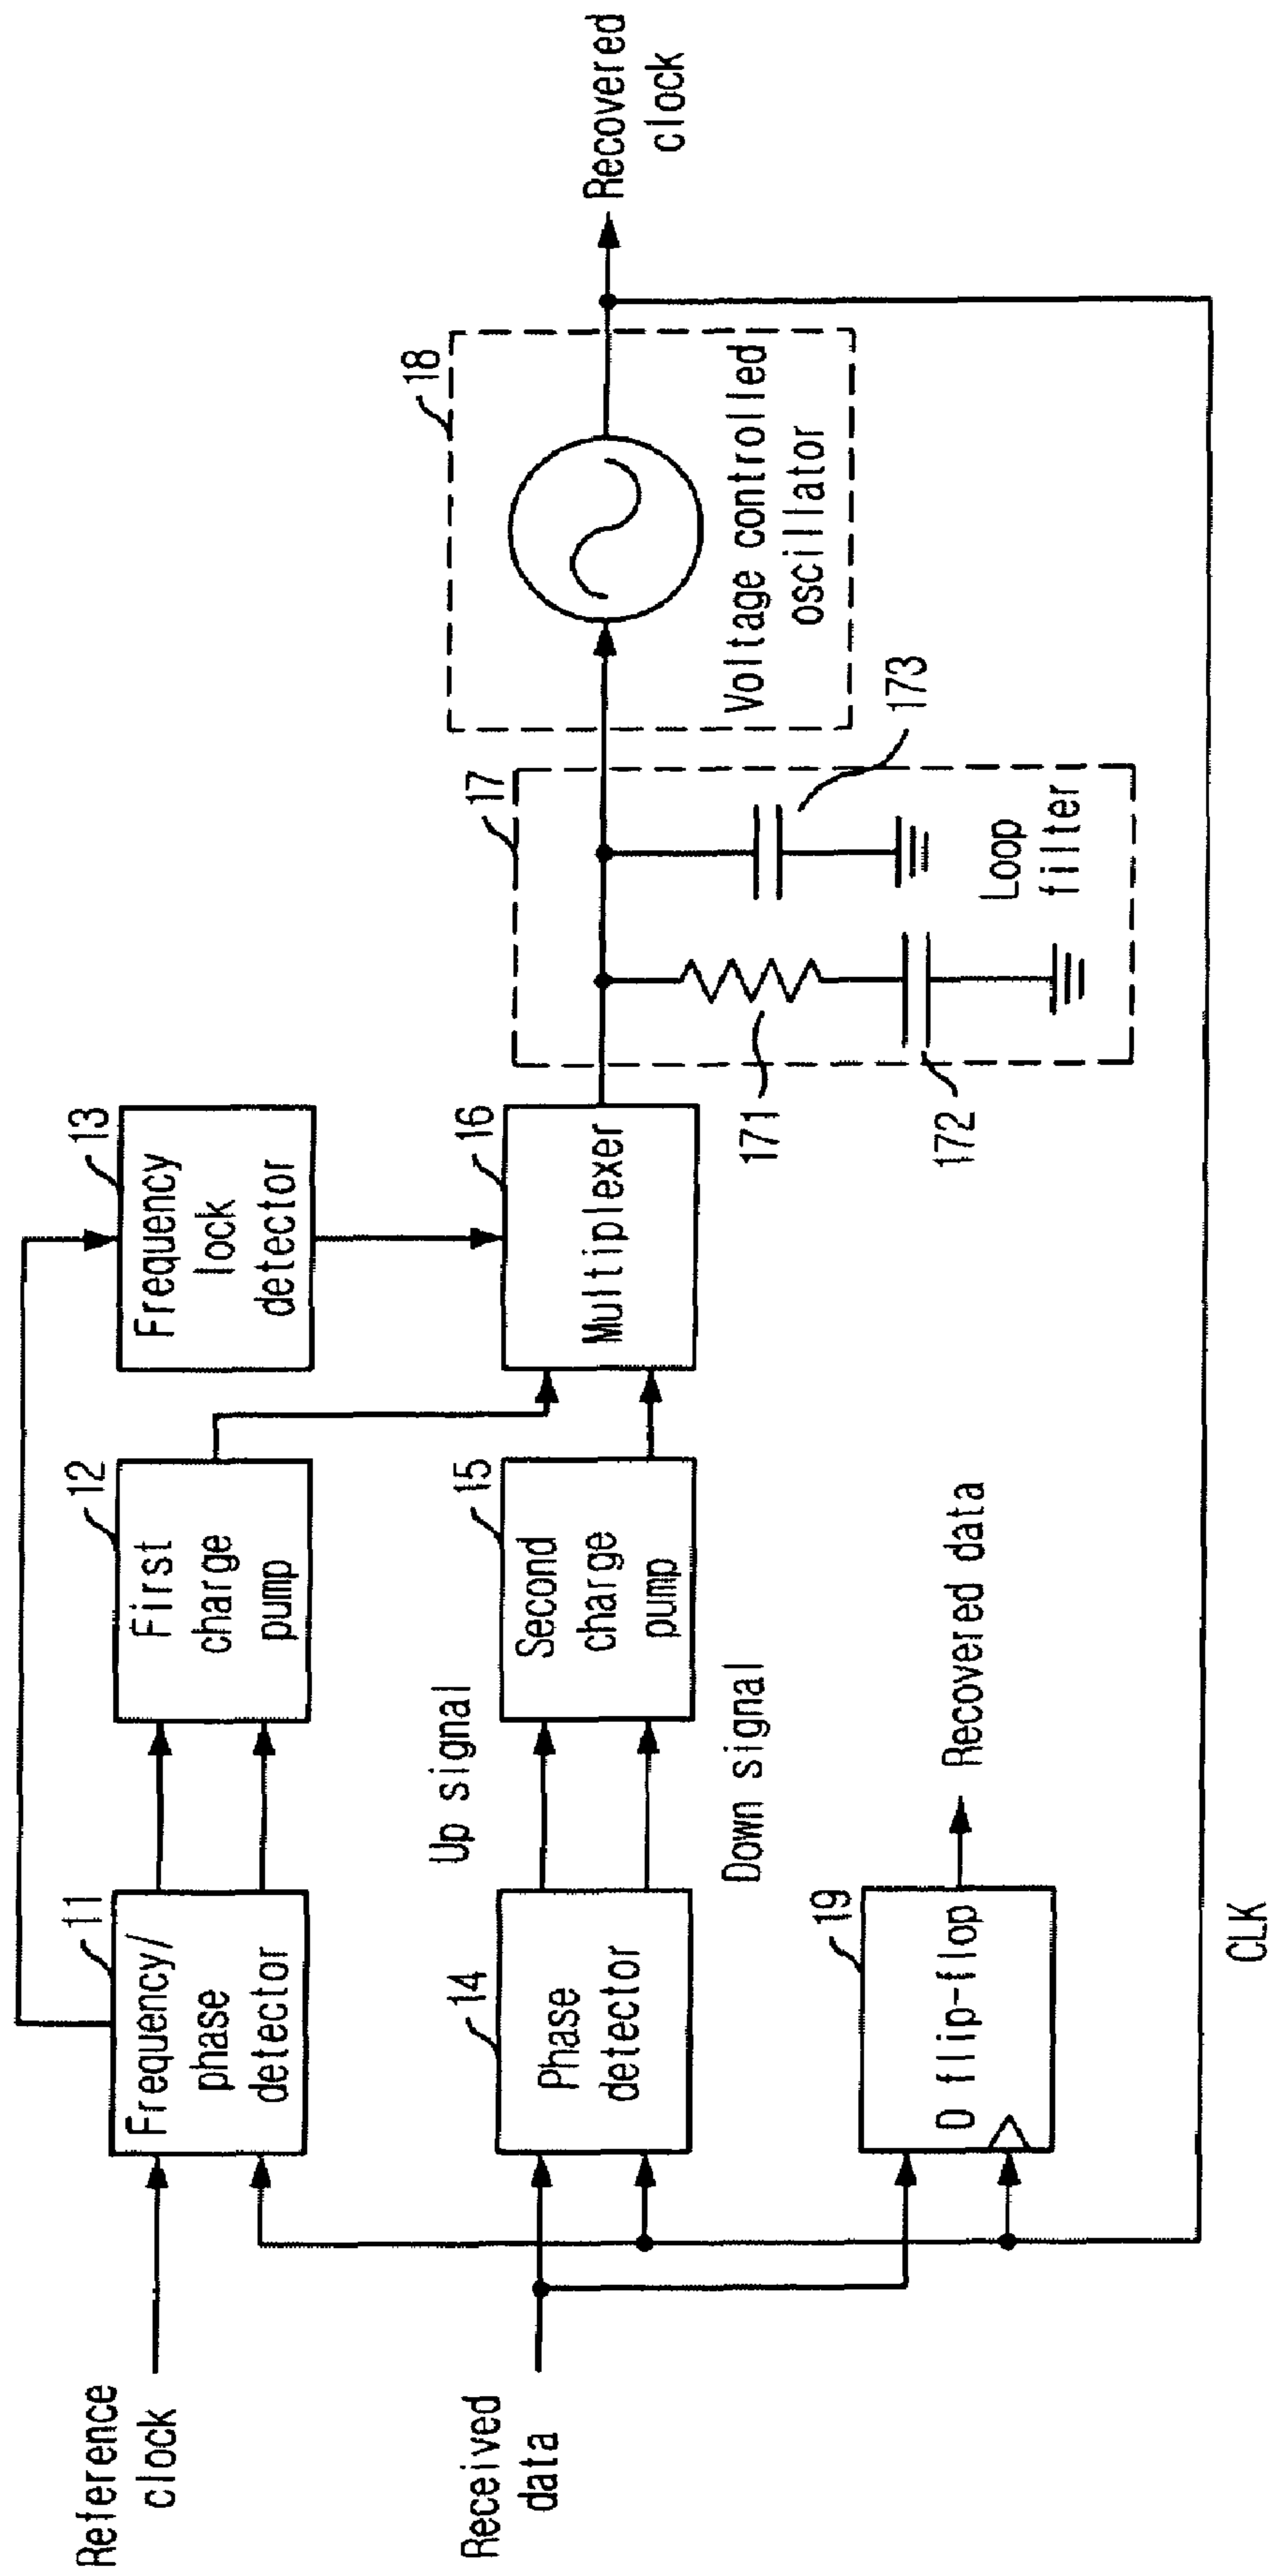 Reference
clock
11
Frequency/
phase
detector
12
First
charge
pump
13
Frequency
lock
detector
Received
data
14
Phase
detector
Up signal
Down signal
15
Second
charge
pump
16
Multiplexer
17
171
172
173
Loop
filter
18
Voltage controlled
oscillator
Recovered
clock
19
D flip-flop
Recovered data
CLK